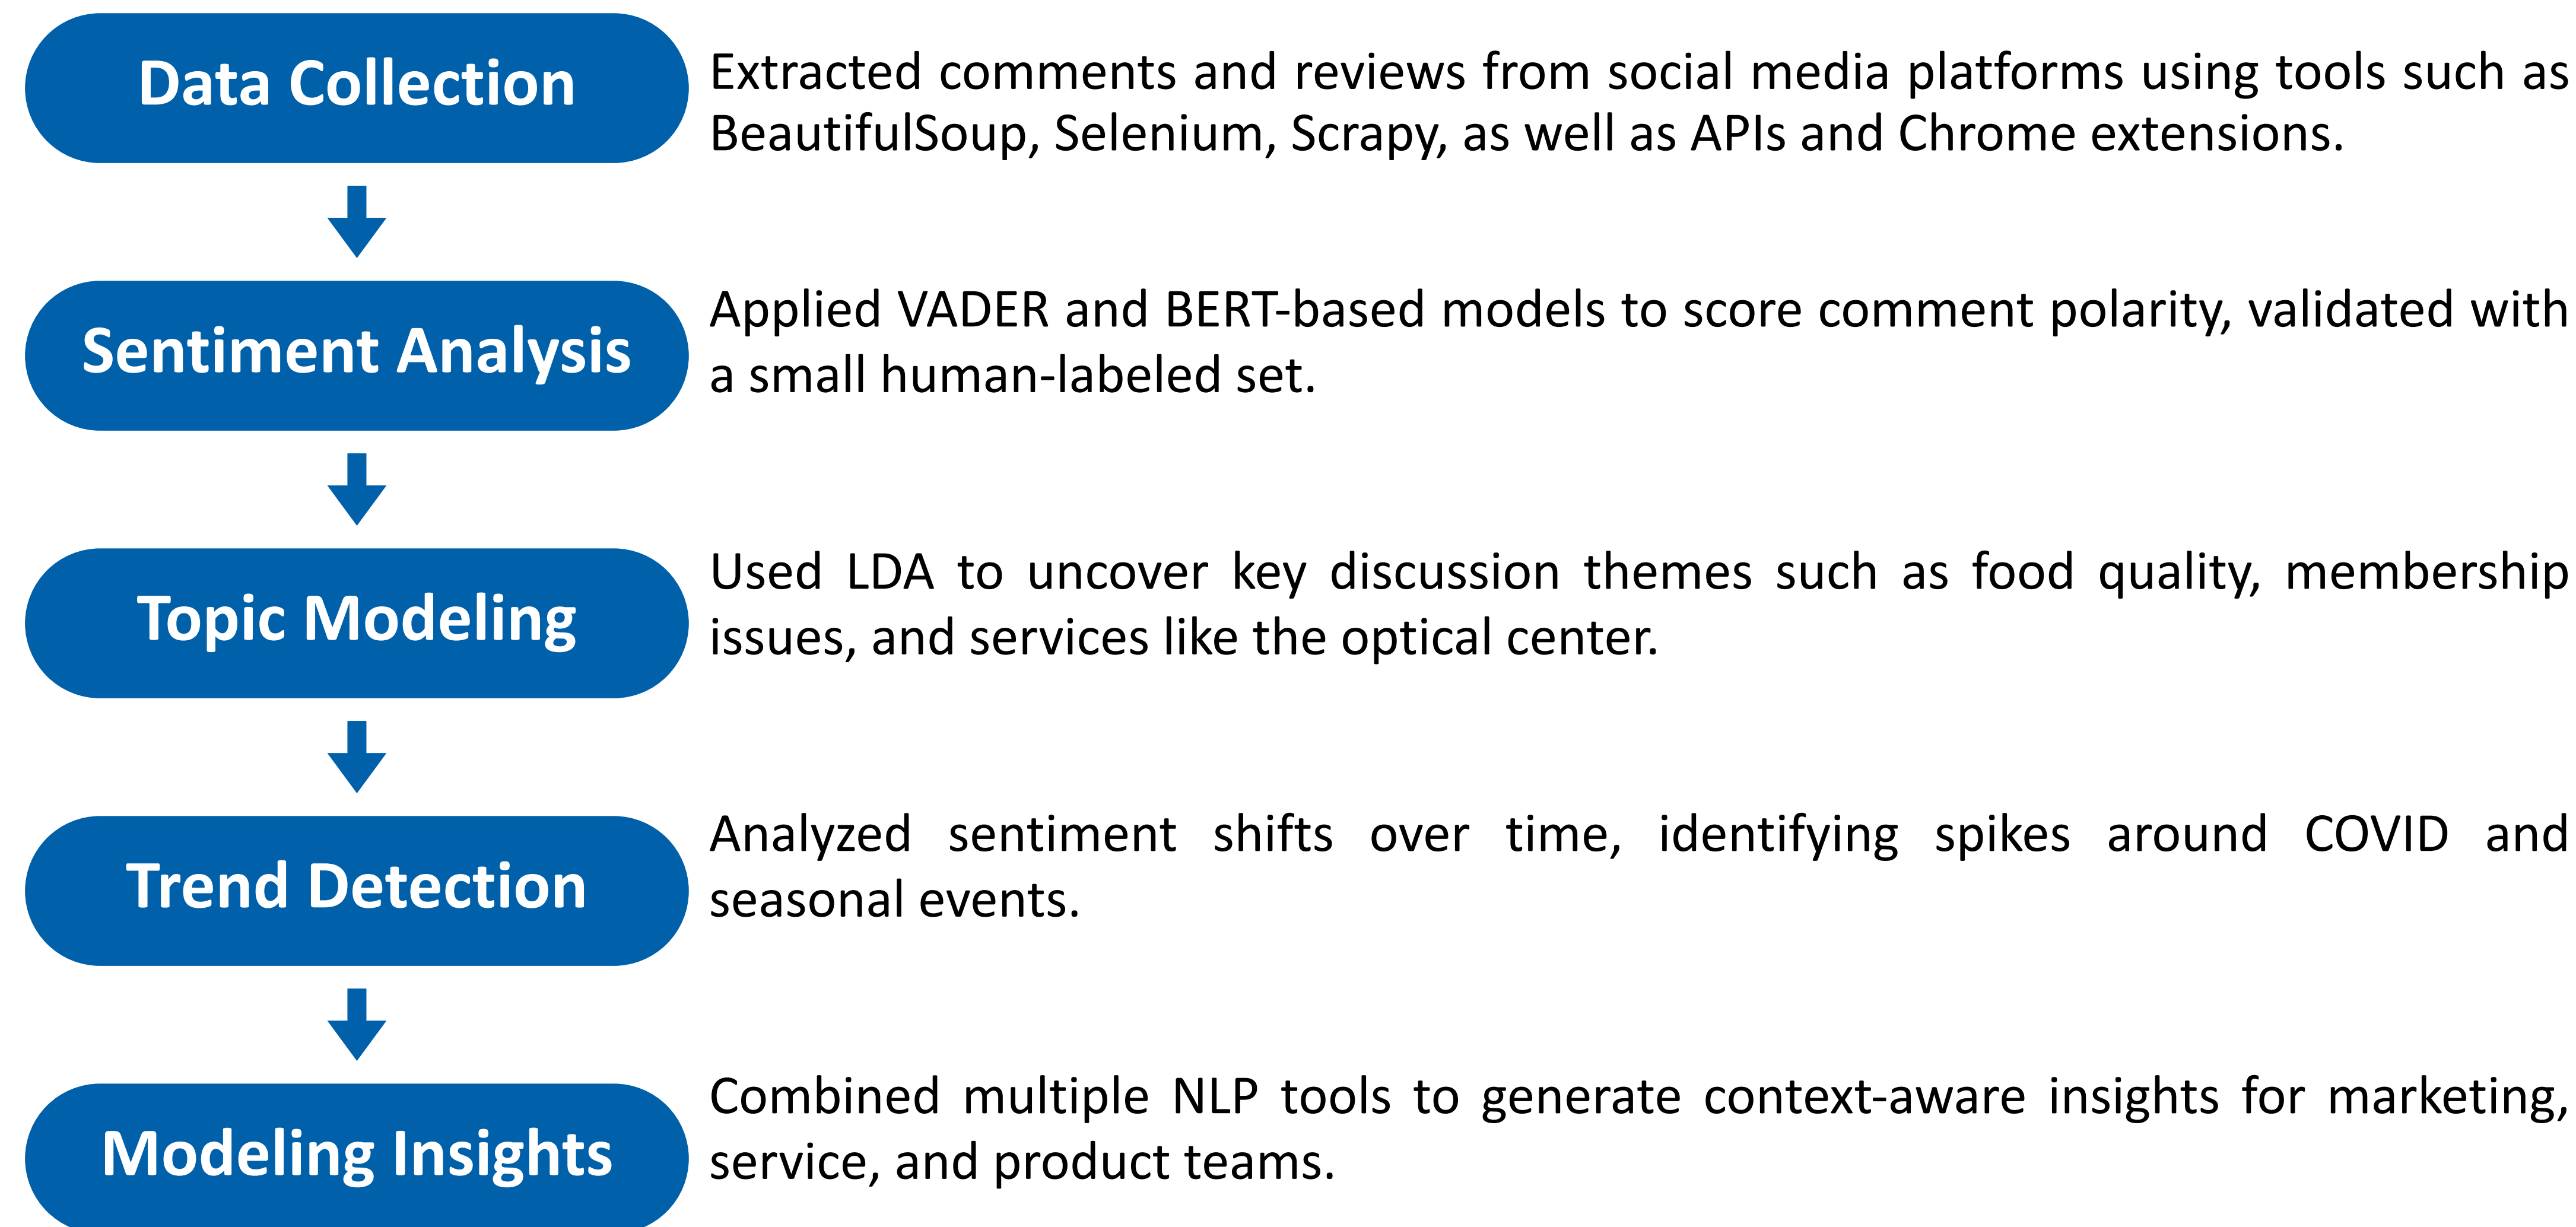 Data Collection
Extracted comments and reviews from social media platforms using tools such as
BeautifulSoup, Selenium, Scrapy, as well as APIs and Chrome extensions.
Sentiment Analysis
Applied VADER and BERT-based models to score comment polarity, validated with
a small human-labeled set.
Topic Modeling
Used LDA to uncover key discussion themes such as food quality, membership
issues, and services like the optical center.
Trend Detection
Analyzed sentiment shifts over time, identifying spikes around COVID and
seasonal events.
Modeling Insights
Combined multiple NLP tools to generate context-aware insights for marketing,
service, and product teams.